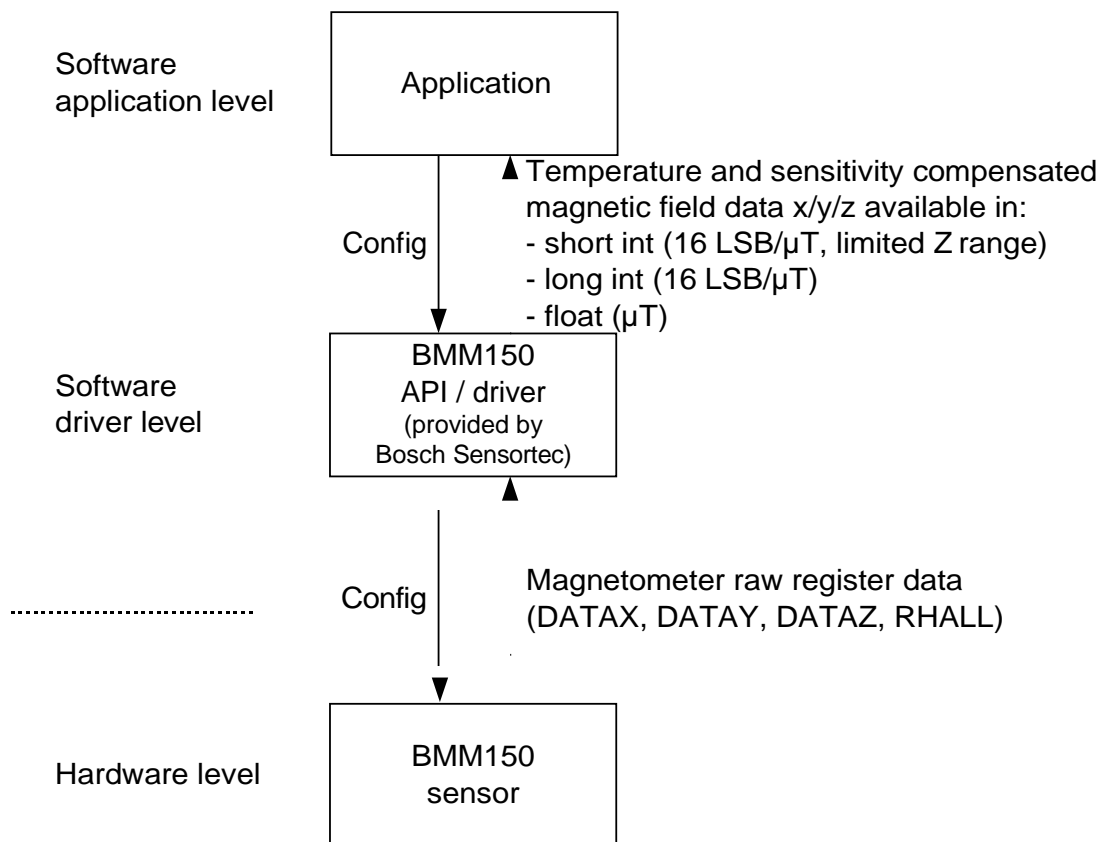 Software
application level
Application
Temperature and sensitivity compensated
magnetic field data x/y/z available in:
- short int (16 LSB/µT, limited Z range)
- long int (16 LSB/µT)
- float (µT)
Config
Software
driver level
BMM150
API / driver
(provided by
Bosch Sensortec)
Config
Magnetometer raw register data
(DATAX, DATAY, DATAZ, RHALL)
Hardware level
BMM150
sensor